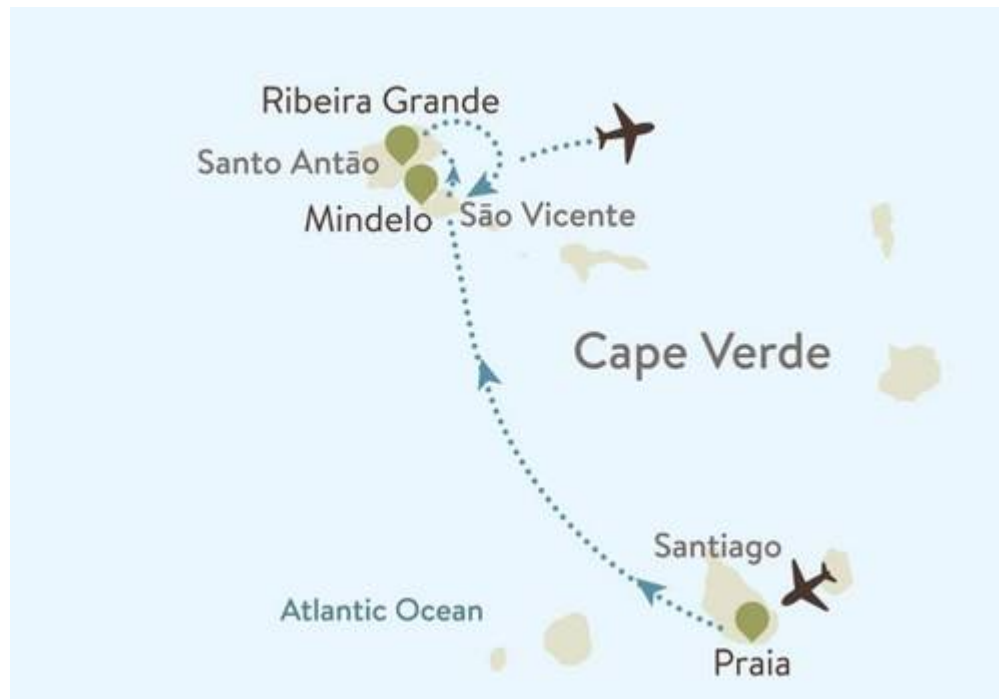 Ribeira Grande
Santo Antão
Mindelo
São Vicente
Cape Verde
Santiago
Atlantic Ocean
Praia